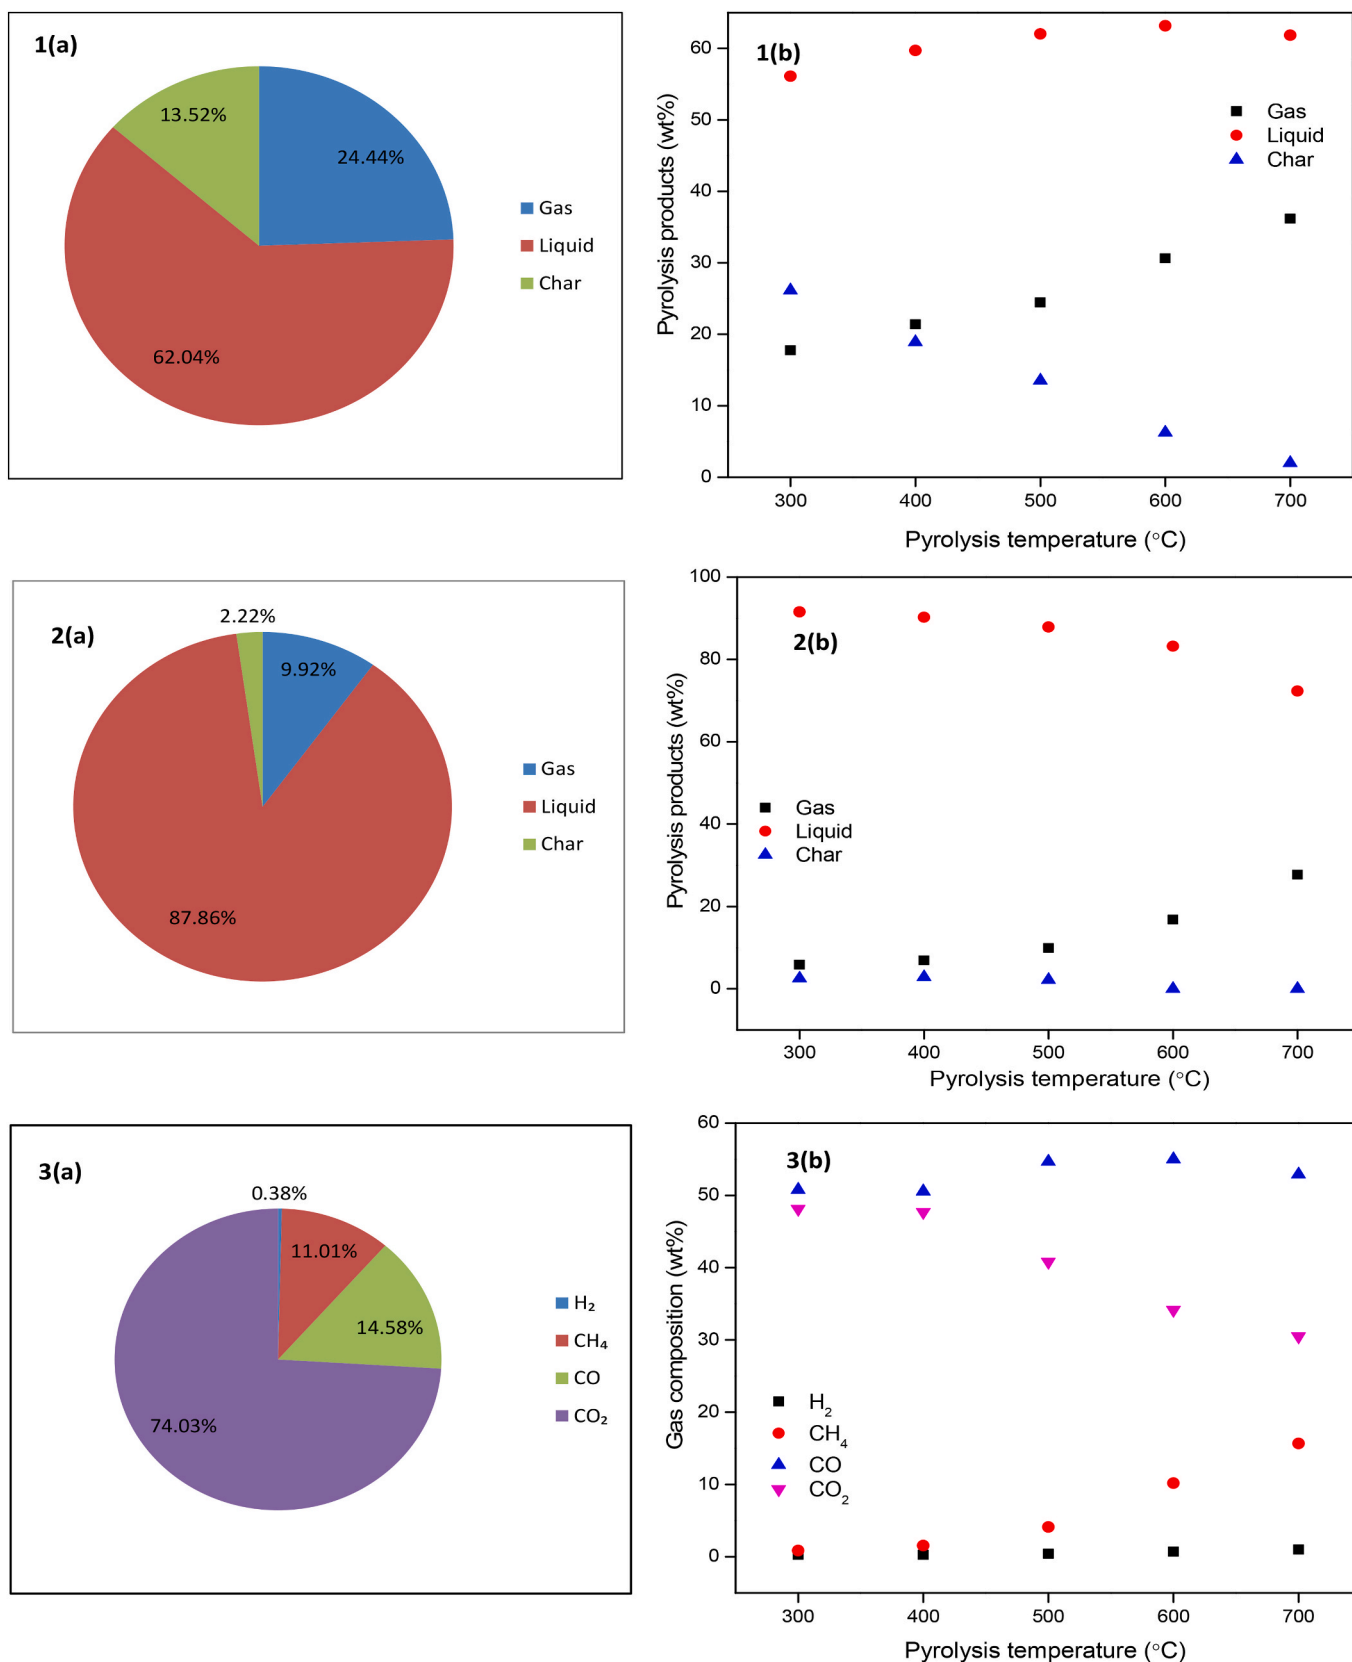 1(a)
13.52%
24.44%
62.04%
Gas
Liquid
Char
1(b)
Pyrolysis products (wt%)
60
50
40
30
20
10
0
Gas
Liquid
Char
300 400 500 600 700
Pyrolysis temperature (°C)
2(a)
2.22%
9.92%
87.86%
Gas
Liquid
Char
2(b)
Pyrolysis products (wt%)
100
80
60
40
20
0
Gas
Liquid
Char
300 400 500 600 700
Pyrolysis temperature (°C)
3(a)
0.38%
11.01%
14.58%
74.03%
H₂
CH₄
CO
CO₂
3(b)
Gas composition (wt%)
60
50
40
30
20
10
0
H₂
CH₄
CO
CO₂
300 400 500 600 700
Pyrolysis temperature (°C)